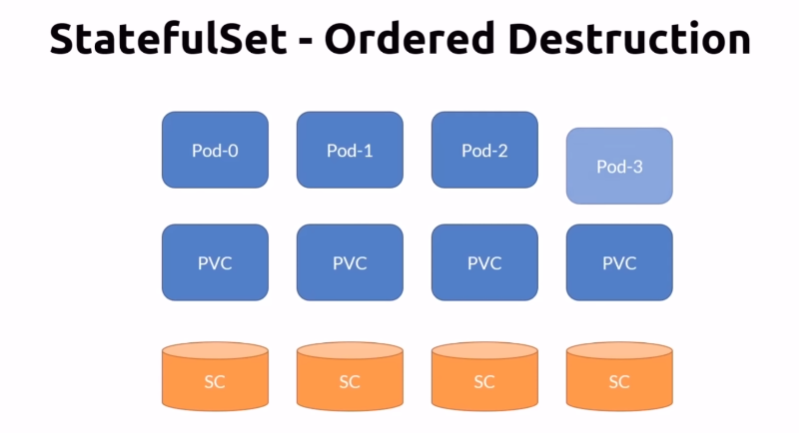 StatefulSet - Ordered Destruction
Pod-0 Pod-1 Pod-2 Pod-3
PVC PVC PVC PVC
SC SC SC SC